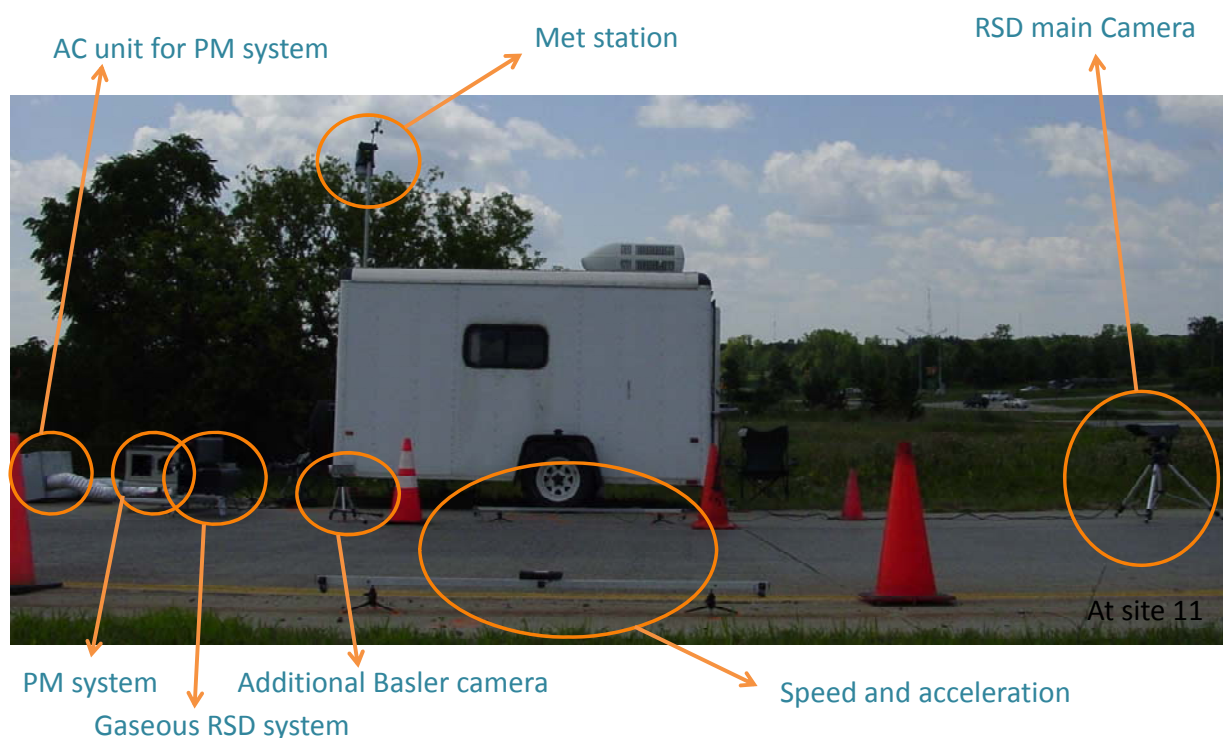 AC unit for PM system
Met station
RSD main Camera
At site 11
PM system
Additional Basler camera
Speed and acceleration
Gaseous RSD system